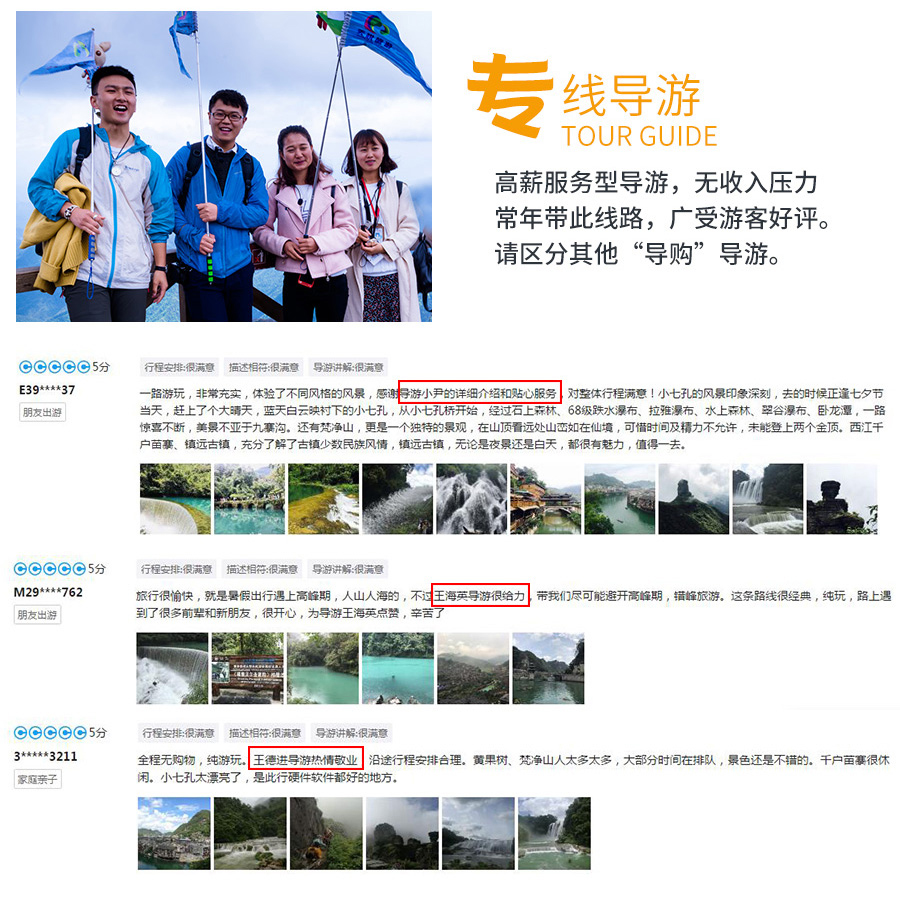 专线导游
TOUR GUIDE
高薪服务型导游，无收入压力
常年带此线路，广受游客好评。
请区分其他“导购”导游。
5分 行程安排:很满意 描述相符:很满意 导游讲解:很满意
E39****37
朋友出游
一路游玩，非常充实，体验了不同风格的风景，感谢导游小尹的详细介绍和贴心服务，对整体行程满意！小七孔的风景印象深刻，去的时候正逢七夕节
当天，赶上了个大晴天，蓝天白云映村下的小七孔，从小七孔桥开始，经过石上森林、68级跌水瀑布、拉雅瀑布、水上森林、翠谷瀑布、卧龙潭，一路
惊喜不断，美景不亚于九寨沟。还有梵净山，更是一个独特的景观，在山顶看远处山峦如在仙境，可惜时间及精力不允许，未能登上两个金顶。西江千
户苗寨、镇远古镇，充分了解了古镇少数民族风情，镇远古镇，无论是夜景还是白天，都很有魅力，值得一去。
5分 行程安排:很满意 描述相符:很满意 导游讲解:很满意
M29****762
朋友出游
旅行很愉快，就是暑假出行遇上高峰期，人山人海的，不过王海英导游很给力，带我们尽可能避开高峰期，错峰旅游。这条路线很经典，纯玩，路上遇
到了很多前辈和新朋友，很开心，为导游王海英点赞，辛苦了
5分 行程安排:很满意 描述相符:很满意 导游讲解:很满意
3*****3211
家庭亲子
全程无购物，纯游玩。王德进导游热情敬业，沿途行程安排合理。黄果树、梵净山人太多太多，大部分时间在排队，景色还是不错的。千户苗寨很休
闲。小七孔太漂亮了，是此行硬件软件都好的地方。